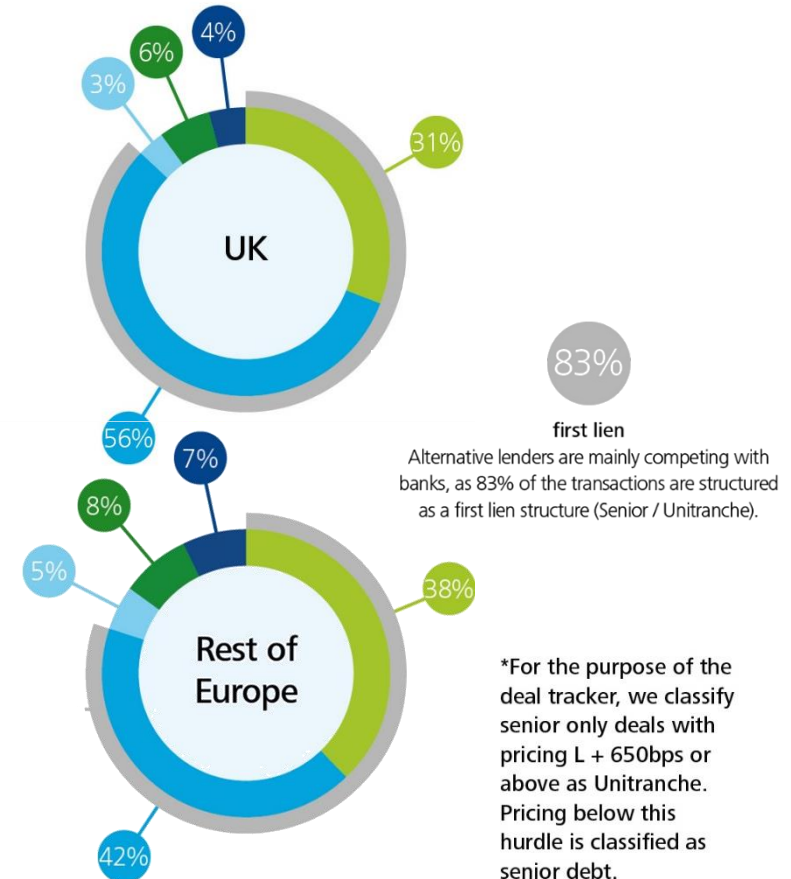 4%
6%
3%
31%
UK
56%
83%
first lien
Alternative lenders are mainly competing with
banks, as 83% of the transactions are structured
as a first lien structure (Senior / Unitranche).
7%
8%
5%
38%
Rest of
Europe
42%
*For the purpose of the
deal tracker, we classify
senior only deals with
pricing L + 650bps or
above as Unitranche.
Pricing below this
hurdle is classified as
senior debt.